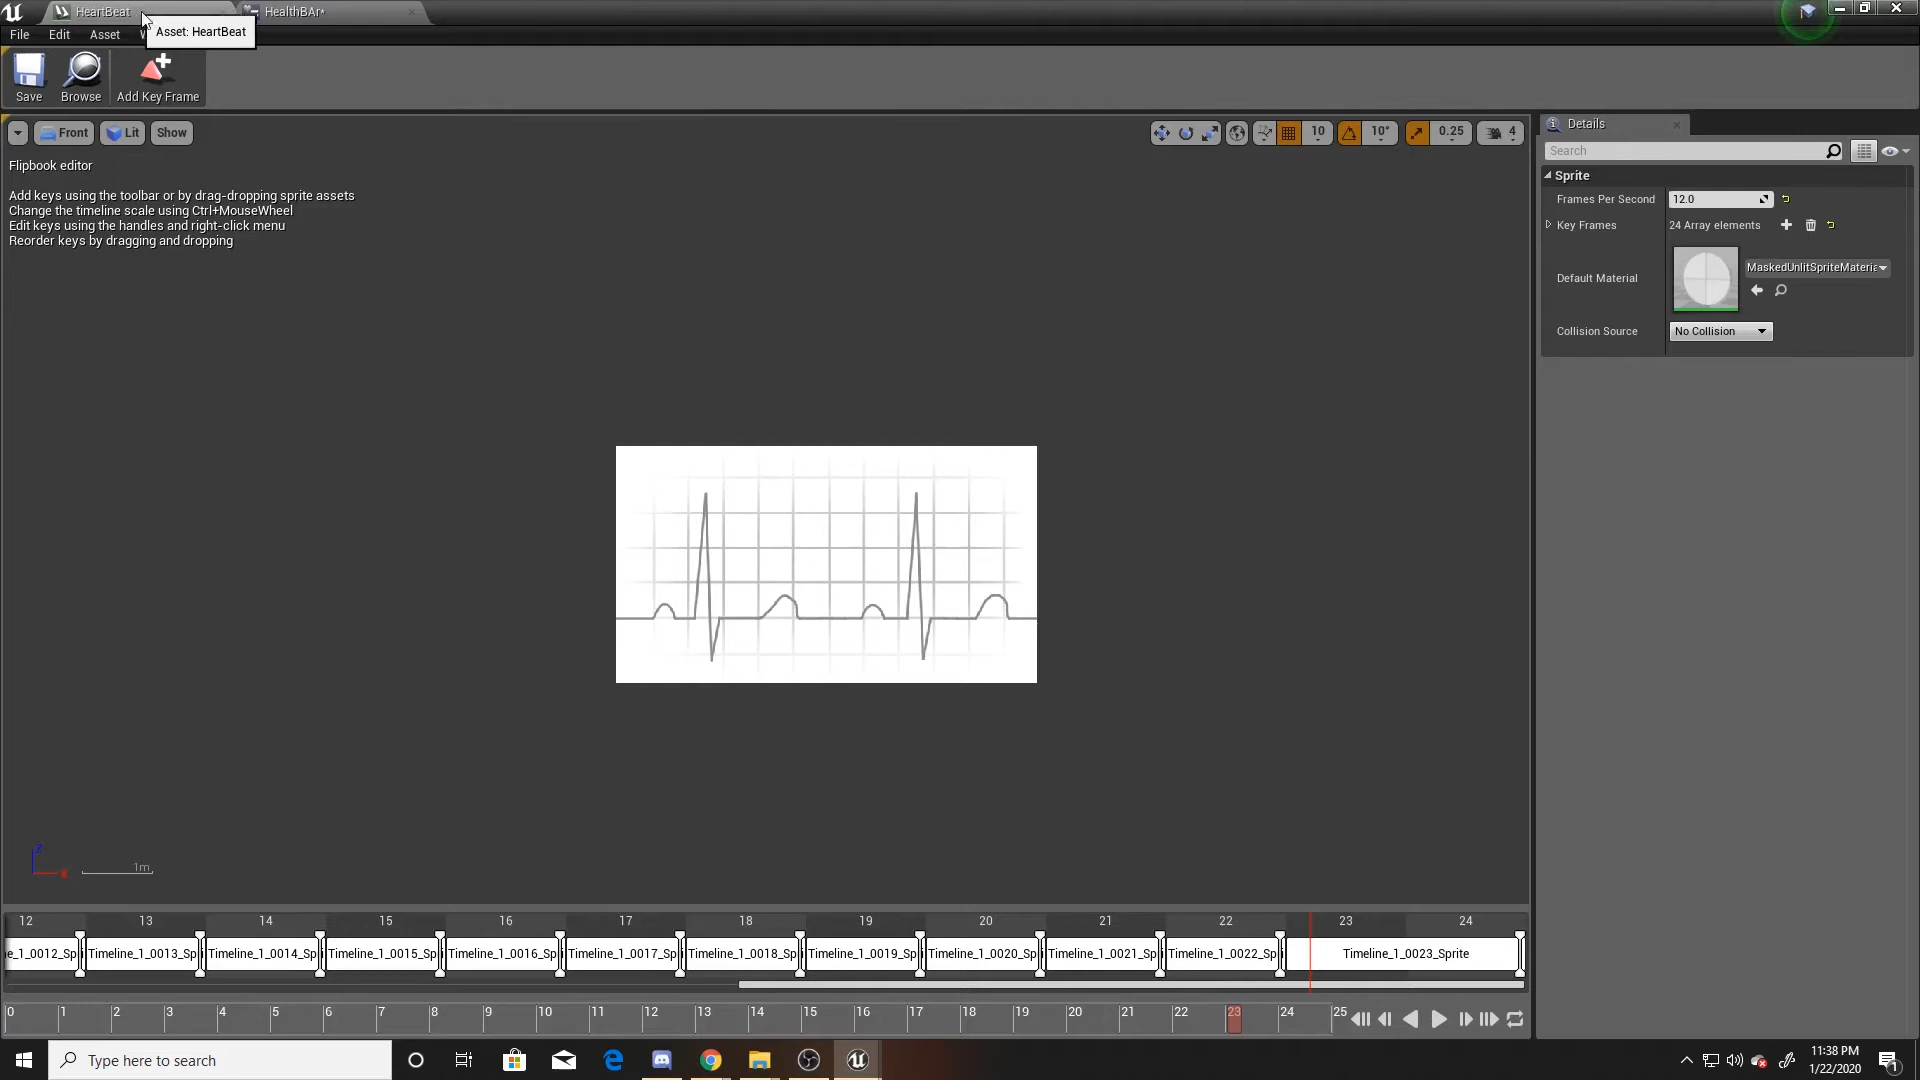 HeartBeat
HealthBAr*
File
Edit
Asset
Asset: HeartBeat
Save
Browse
Add Key Frame
Front
Lit
Show
10
10°
0.25
4
Flipbook editor
Add keys using the toolbar or by drag-dropping sprite assets
Change the timeline scale using Ctrl+MouseWheel
Edit keys using the handles and right-click menu
Reorder keys by dragging and dropping
Details
Search
Sprite
Frames Per Second
12.0
Key Frames
24 Array elements
Default Material
MaskedUnlitSpriteMateria
Collision Source
No Collision
Z
X
1m
12 13 14 15 16 17 18 19 20 21 22 23 24
e_1_0012_Sp
Timeline_1_0013_Sp
Timeline_1_0014_Sp
Timeline_1_0015_Sp
Timeline_1_0016_Sp
Timeline_1_0017_Sp
Timeline_1_0018_Sp
Timeline_1_0019_Sp
Timeline_1_0020_Sp
Timeline_1_0021_Sp
Timeline_1_0022_Sp
Timeline_1_0023_Sprite
0 1 2 3 4 5 6 7 8 9 10 11 12 13 14 15 16 17 18 19 20 21 22 23 24 25
Type here to search
11:38 PM
1/22/2020
1